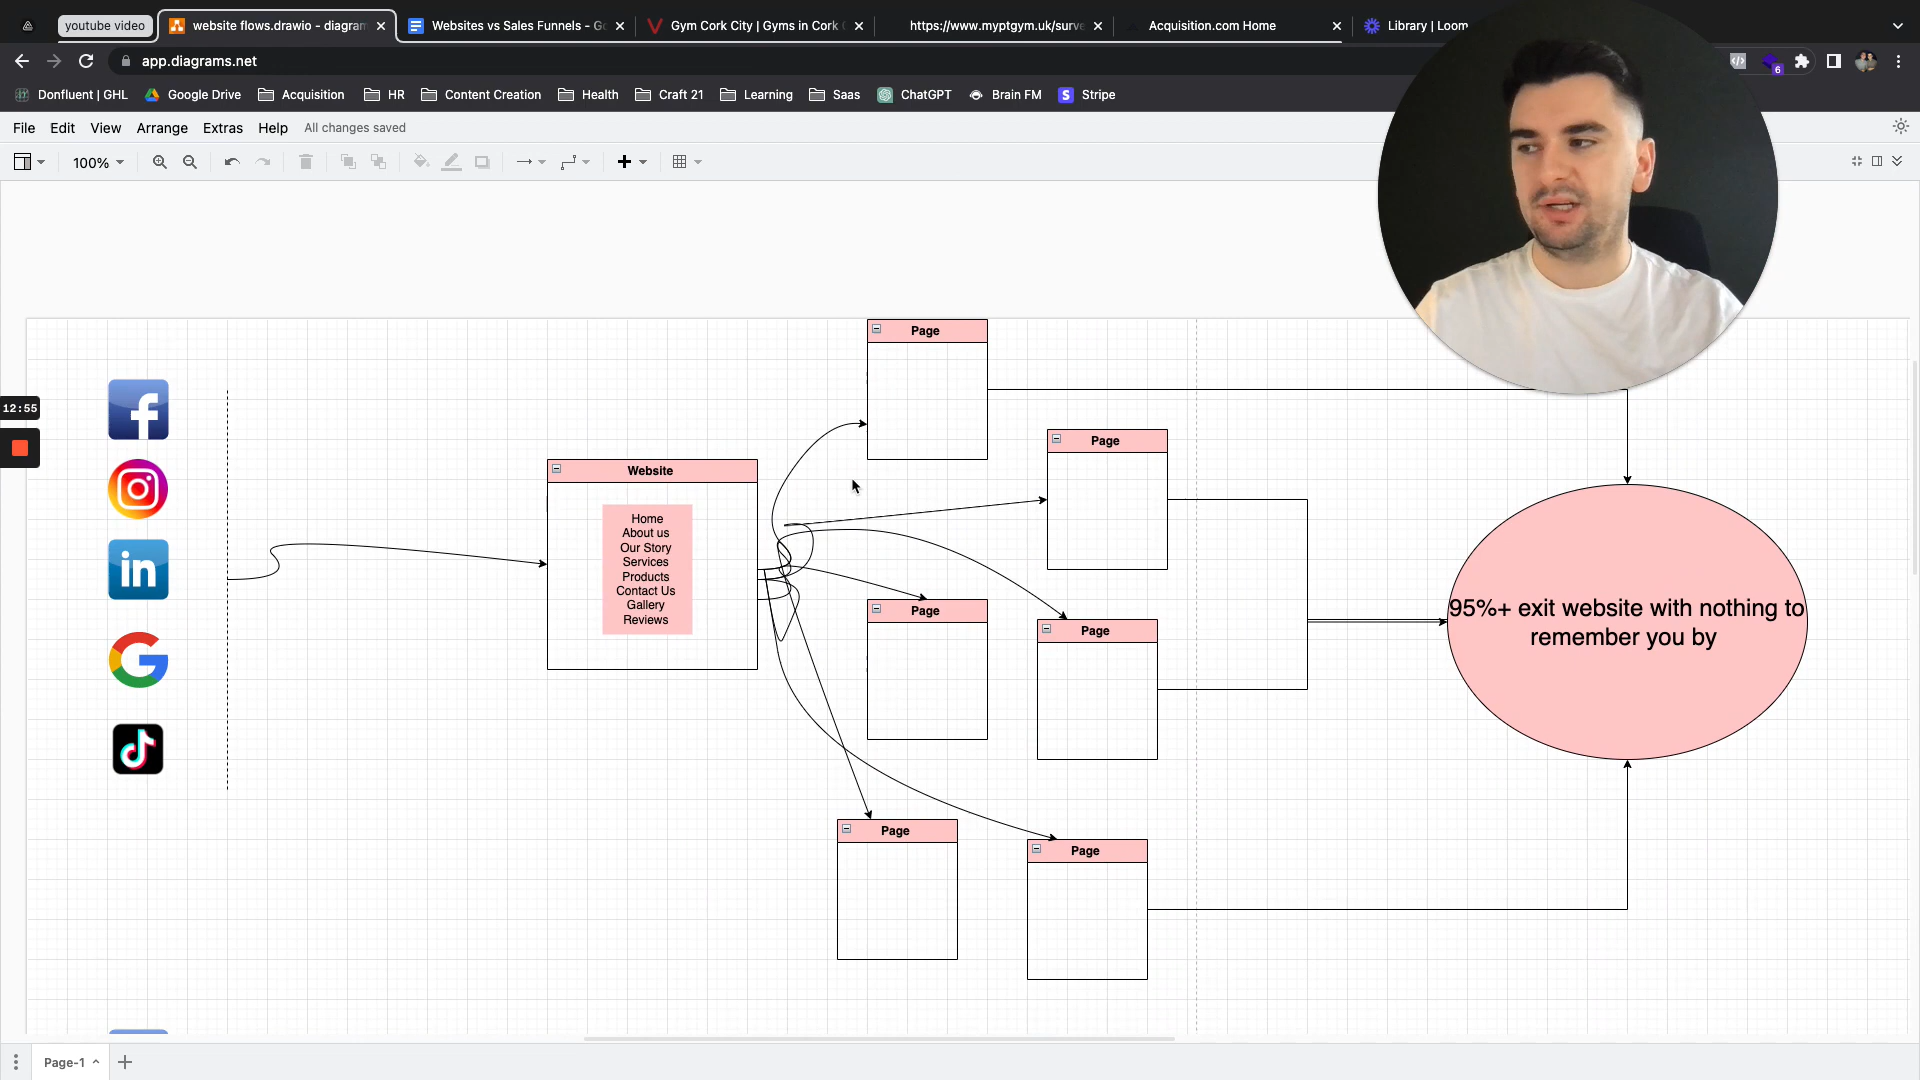 youtube video
website flows.drawio - diagram
Websites vs Sales Funnels - Go
Gym Cork City | Gyms in Cork C
https://www.myptgym.uk/surve
Acquisition.com Home
Library | Loom
app.diagrams.net
6
Donfluent | GHL
Google Drive
Acquisition
HR
Content Creation
Health
Craft 21
Learning
Saas
ChatGPT
Brain FM
S
Stripe
File
Edit
View
Arrange
Extras
Help
All changes saved
100%
Page
12:55
f
in
G
Website
Home
About us
Our Story
Services
Products
Contact Us
Gallery
Reviews
Page
Page
Page
Page
Page
95%+ exit website with nothing to
remember you by
Page-1